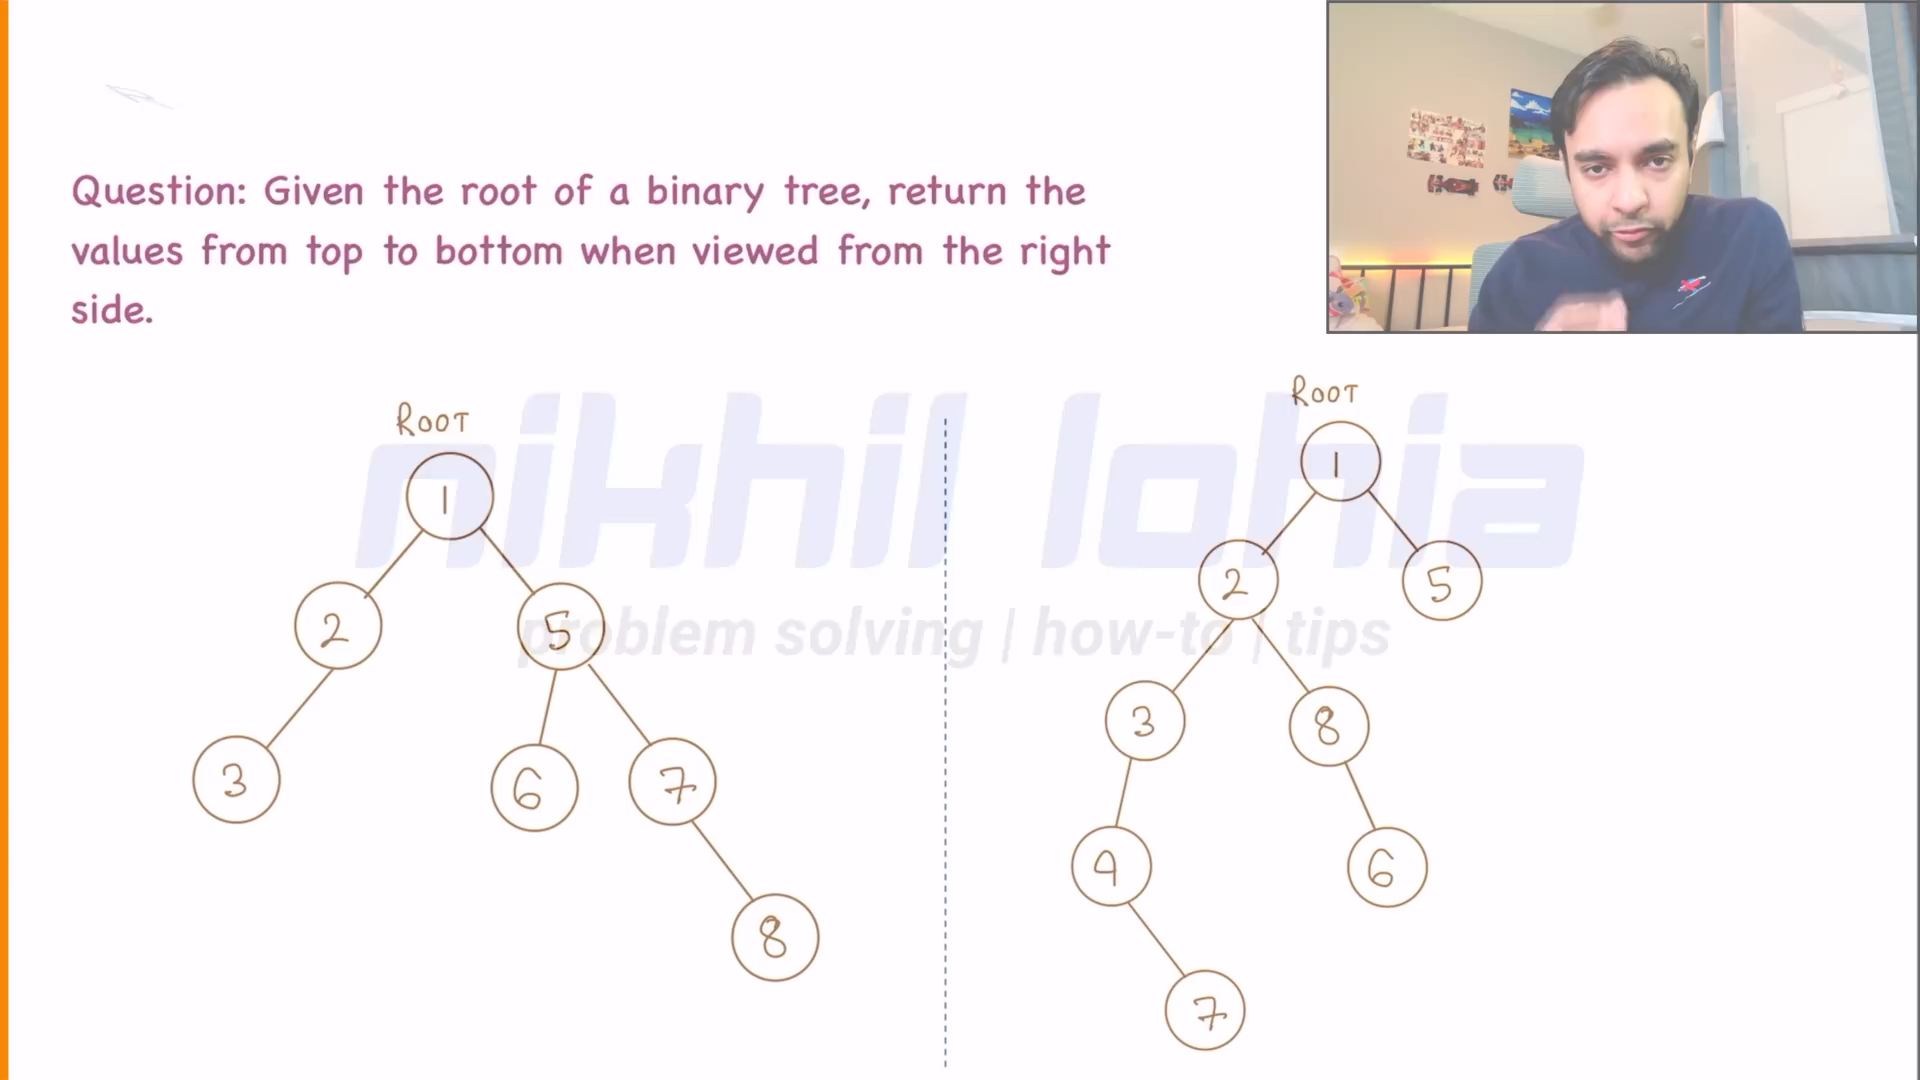 Question: Given the root of a binary tree, return the
values from top to bottom when viewed from the right
side.
nikhil lohia
problem solving | how-to | tips
ROOT
1
2
5
3
6
7
8
ROOT
1
2
5
3
8
4
6
7